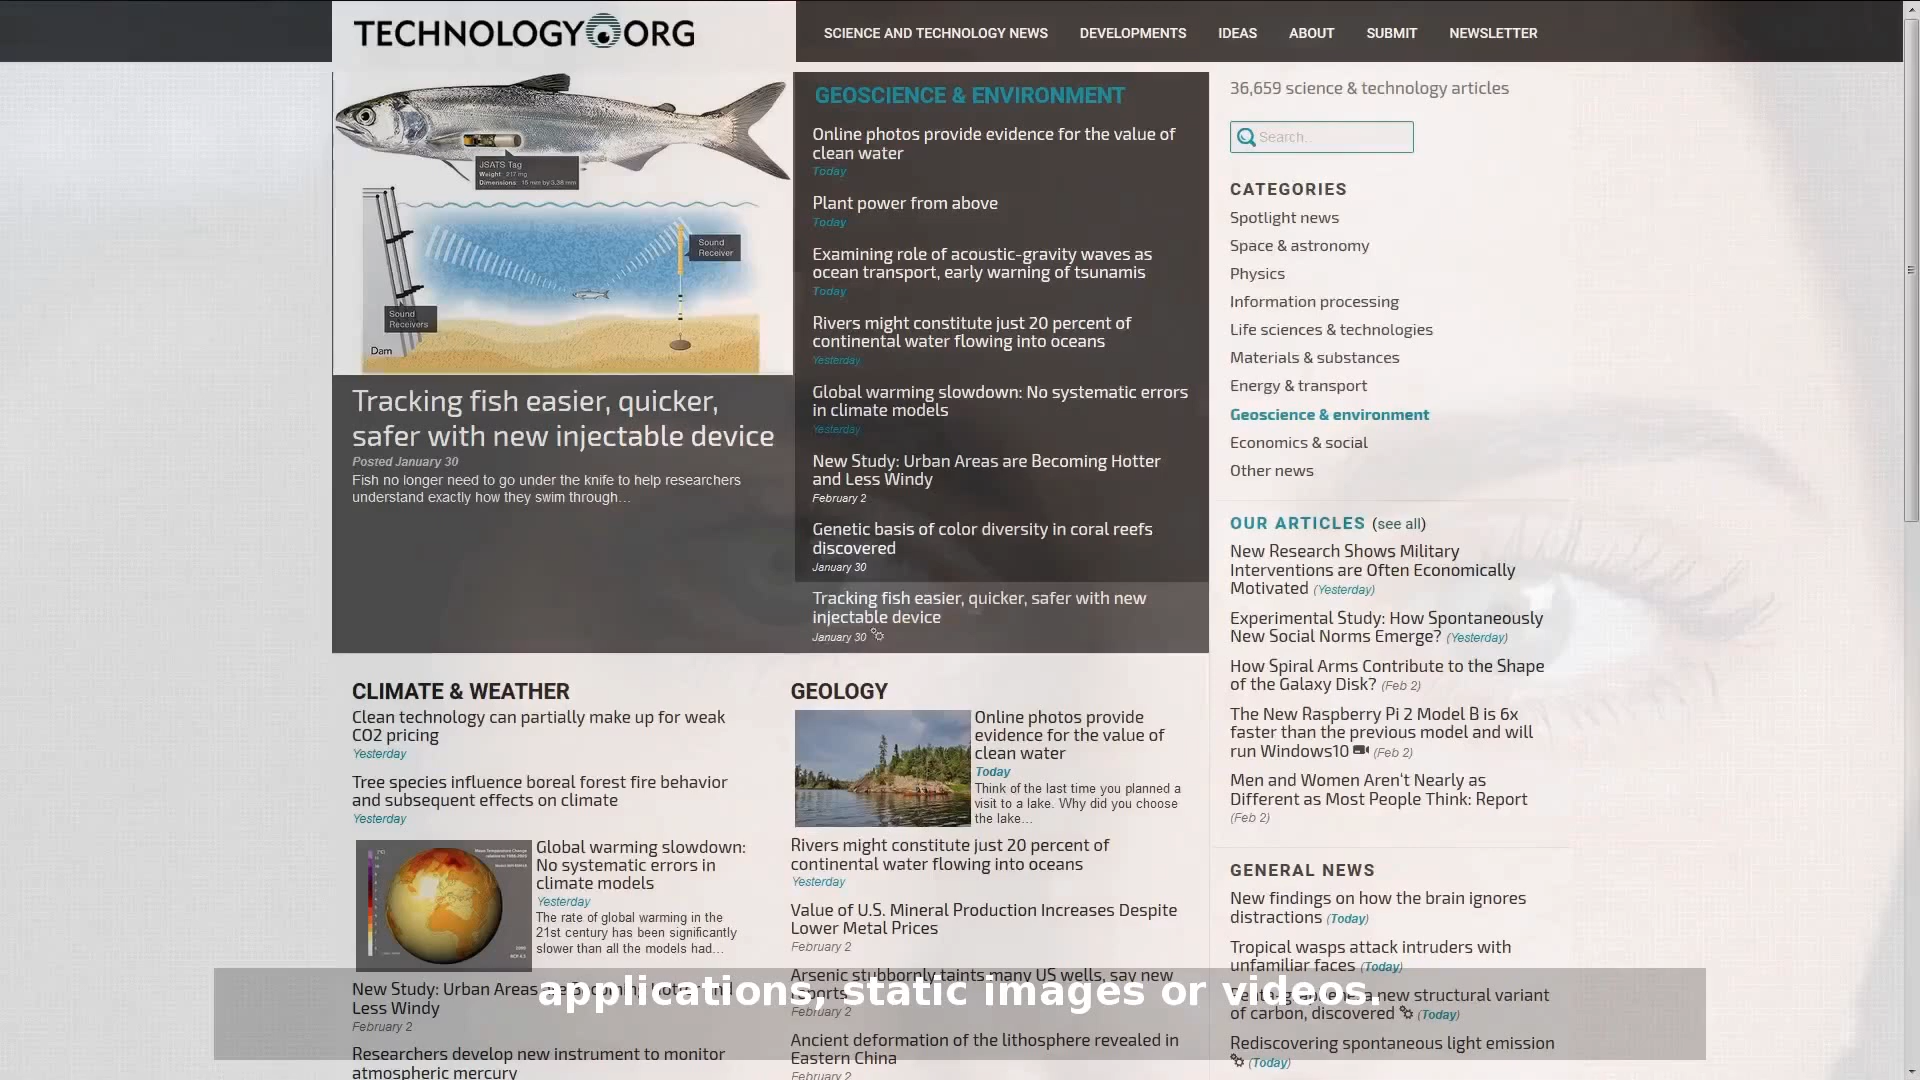 TECHNOLOGY ORG
SCIENCE AND TECHNOLOGY NEWS
DEVELOPMENTS
IDEAS
ABOUT
SUBMIT
NEWSLETTER
JSATS Tag
Weight: 217 mg
Dimensions: 15 mm by 3.38 mm
Sound
Receiver
Sound
Receivers
Dam
Tracking fish easier, quicker,
safer with new injectable device
Posted January 30
Fish no longer need to go under the knife to help researchers
understand exactly how they swim through...
GEOSCIENCE & ENVIRONMENT
Online photos provide evidence for the value of
clean water
Today
Plant power from above
Today
Examining role of acoustic-gravity waves as
ocean transport, early warning of tsunamis
Today
Rivers might constitute just 20 percent of
continental water flowing into oceans
Yesterday
Global warming slowdown: No systematic errors
in climate models
Yesterday
New Study: Urban Areas are Becoming Hotter
and Less Windy
February 2
Genetic basis of color diversity in coral reefs
discovered
January 30
Tracking fish easier, quicker, safer with new
injectable device
January 30
CLIMATE & WEATHER
Clean technology can partially make up for weak
CO2 pricing
Yesterday
Tree species influence boreal forest fire behavior
and subsequent effects on climate
Yesterday
Global warming slowdown:
No systematic errors in
climate models
Yesterday
The rate of global warming in the
21st century has been significantly
slower than all the models had...
New Study: Urban Areas
Less Windy
February 2
Researchers develop new instrument to monitor
atmospheric mercury
GEOLOGY
Online photos provide
evidence for the value of
clean water
Today
Think of the last time you planned a
visit to a lake. Why did you choose
the lake...
Rivers might constitute just 20 percent of
continental water flowing into oceans
Yesterday
Value of U.S. Mineral Production Increases Despite
Lower Metal Prices
February 2
Arsenic stubbornly taints many US wells, say new
reports
February 2
Ancient deformation of the lithosphere revealed in
Eastern China
February 2
36,659 science & technology articles
Search..
CATEGORIES
Spotlight news
Space & astronomy
Physics
Information processing
Life sciences & technologies
Materials & substances
Energy & transport
Geoscience & environment
Economics & social
Other news
OUR ARTICLES (see all)
New Research Shows Military
Interventions are Often Economically
Motivated (Yesterday)
Experimental Study: How Spontaneously
New Social Norms Emerge? (Yesterday)
How Spiral Arms Contribute to the Shape
of the Galaxy Disk? (Feb 2)
The New Raspberry Pi 2 Model B is 6x
faster than the previous model and will
run Windows10 (Feb 2)
Men and Women Aren't Nearly as
Different as Most People Think: Report
(Feb 2)
GENERAL NEWS
New findings on how the brain ignores
distractions (Today)
Tropical wasps attack intruders with
unfamiliar faces (Today)
new structural variant
of carbon, discovered (Today)
Rediscovering spontaneous light emission
(Today)
applications, static images or videos.